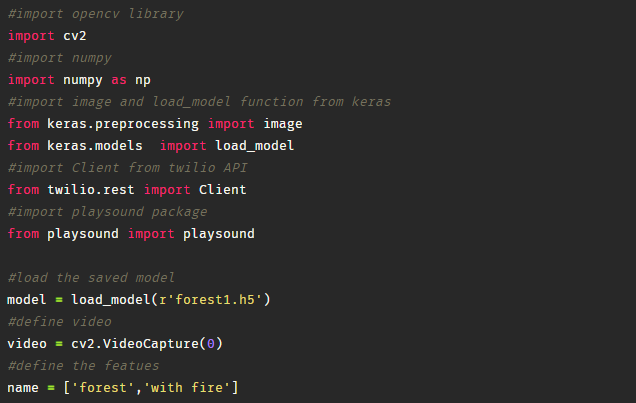 #import opencv library
import cv2
#import numpy
import numpy as np
#import image and load_model function from keras
from keras.preprocessing import image
from keras.models  import load_model
#import Client from twilio API
from twilio.rest import Client
#import playsound package
from playsound import playsound

#load the saved model
model = load_model(r'forest1.h5')
#define video
video = cv2.VideoCapture(0)
#define the featues
name = ['forest','with fire']